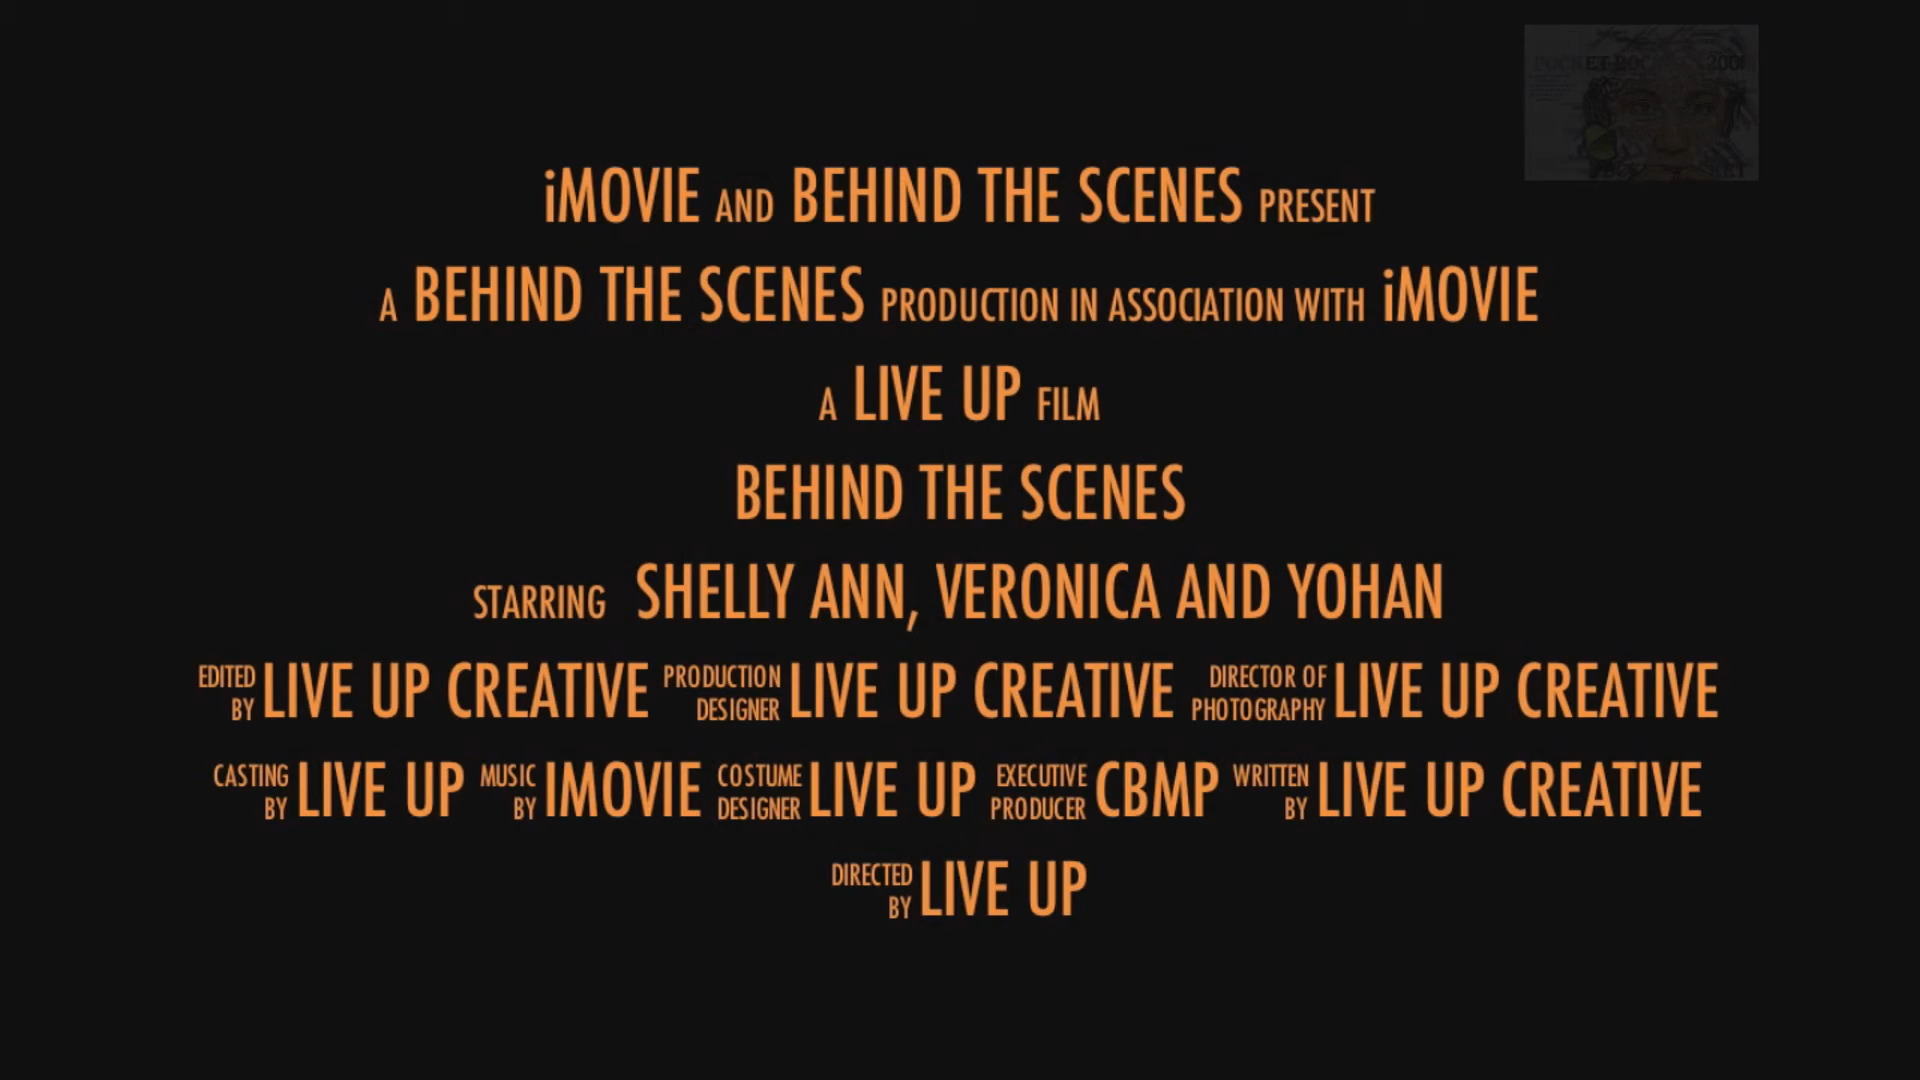 iMOVIE AND BEHIND THE SCENES PRESENT
A BEHIND THE SCENES PRODUCTION IN ASSOCIATION WITH iMOVIE
A LIVE UP FILM
BEHIND THE SCENES
STARRING SHELLY ANN, VERONICA AND YOHAN
EDITED BY LIVE UP CREATIVE PRODUCTION DESIGNER LIVE UP CREATIVE DIRECTOR OF PHOTOGRAPHY LIVE UP CREATIVE
CASTING BY LIVE UP MUSIC BY IMOVIE COSTUME DESIGNER LIVE UP EXECUTIVE PRODUCER CBMP WRITTEN BY LIVE UP CREATIVE
DIRECTED BY LIVE UP